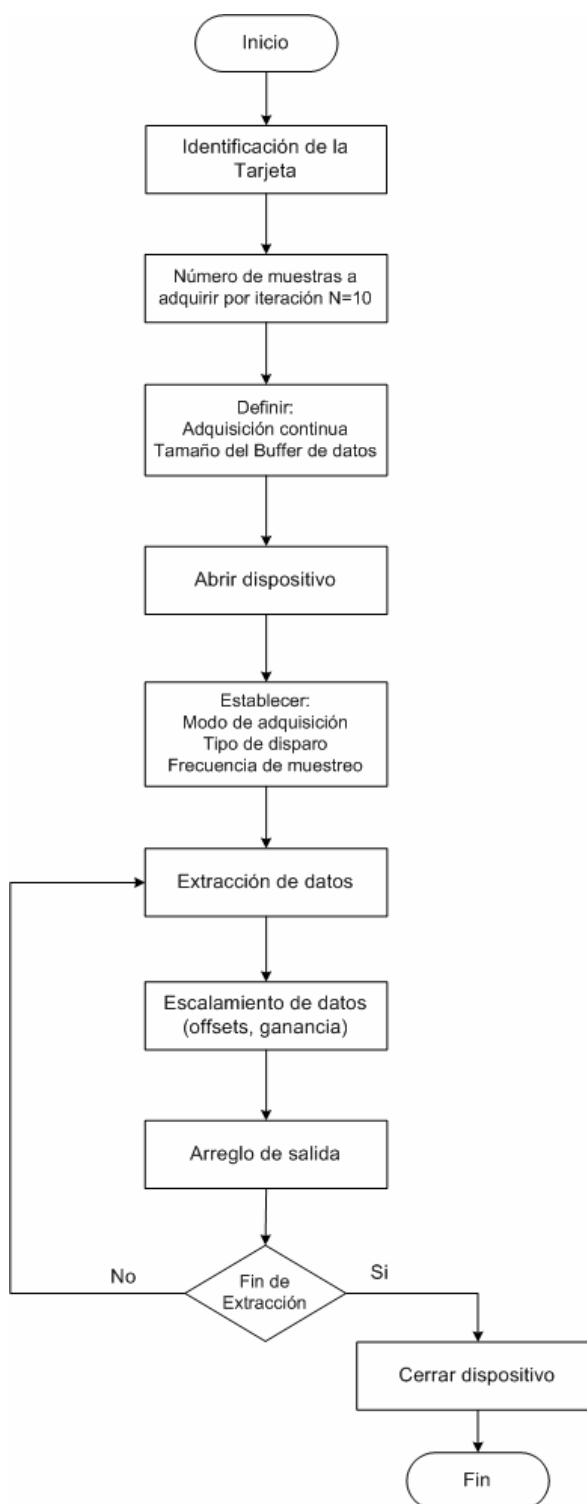 Inicio
Identificación de la
Tarjeta
Número de muestras a
adquirir por iteración N=10
Definir:
Adquisición continua
Tamaño del Buffer de datos
Abrir dispositivo
Establecer:
Modo de adquisición
Tipo de disparo
Frecuencia de muestreo
Extracción de datos
Escalamiento de datos
(offsets, ganancia)
Arreglo de salida
No
Fin de
Extracción
Si
Cerrar dispositivo
Fin